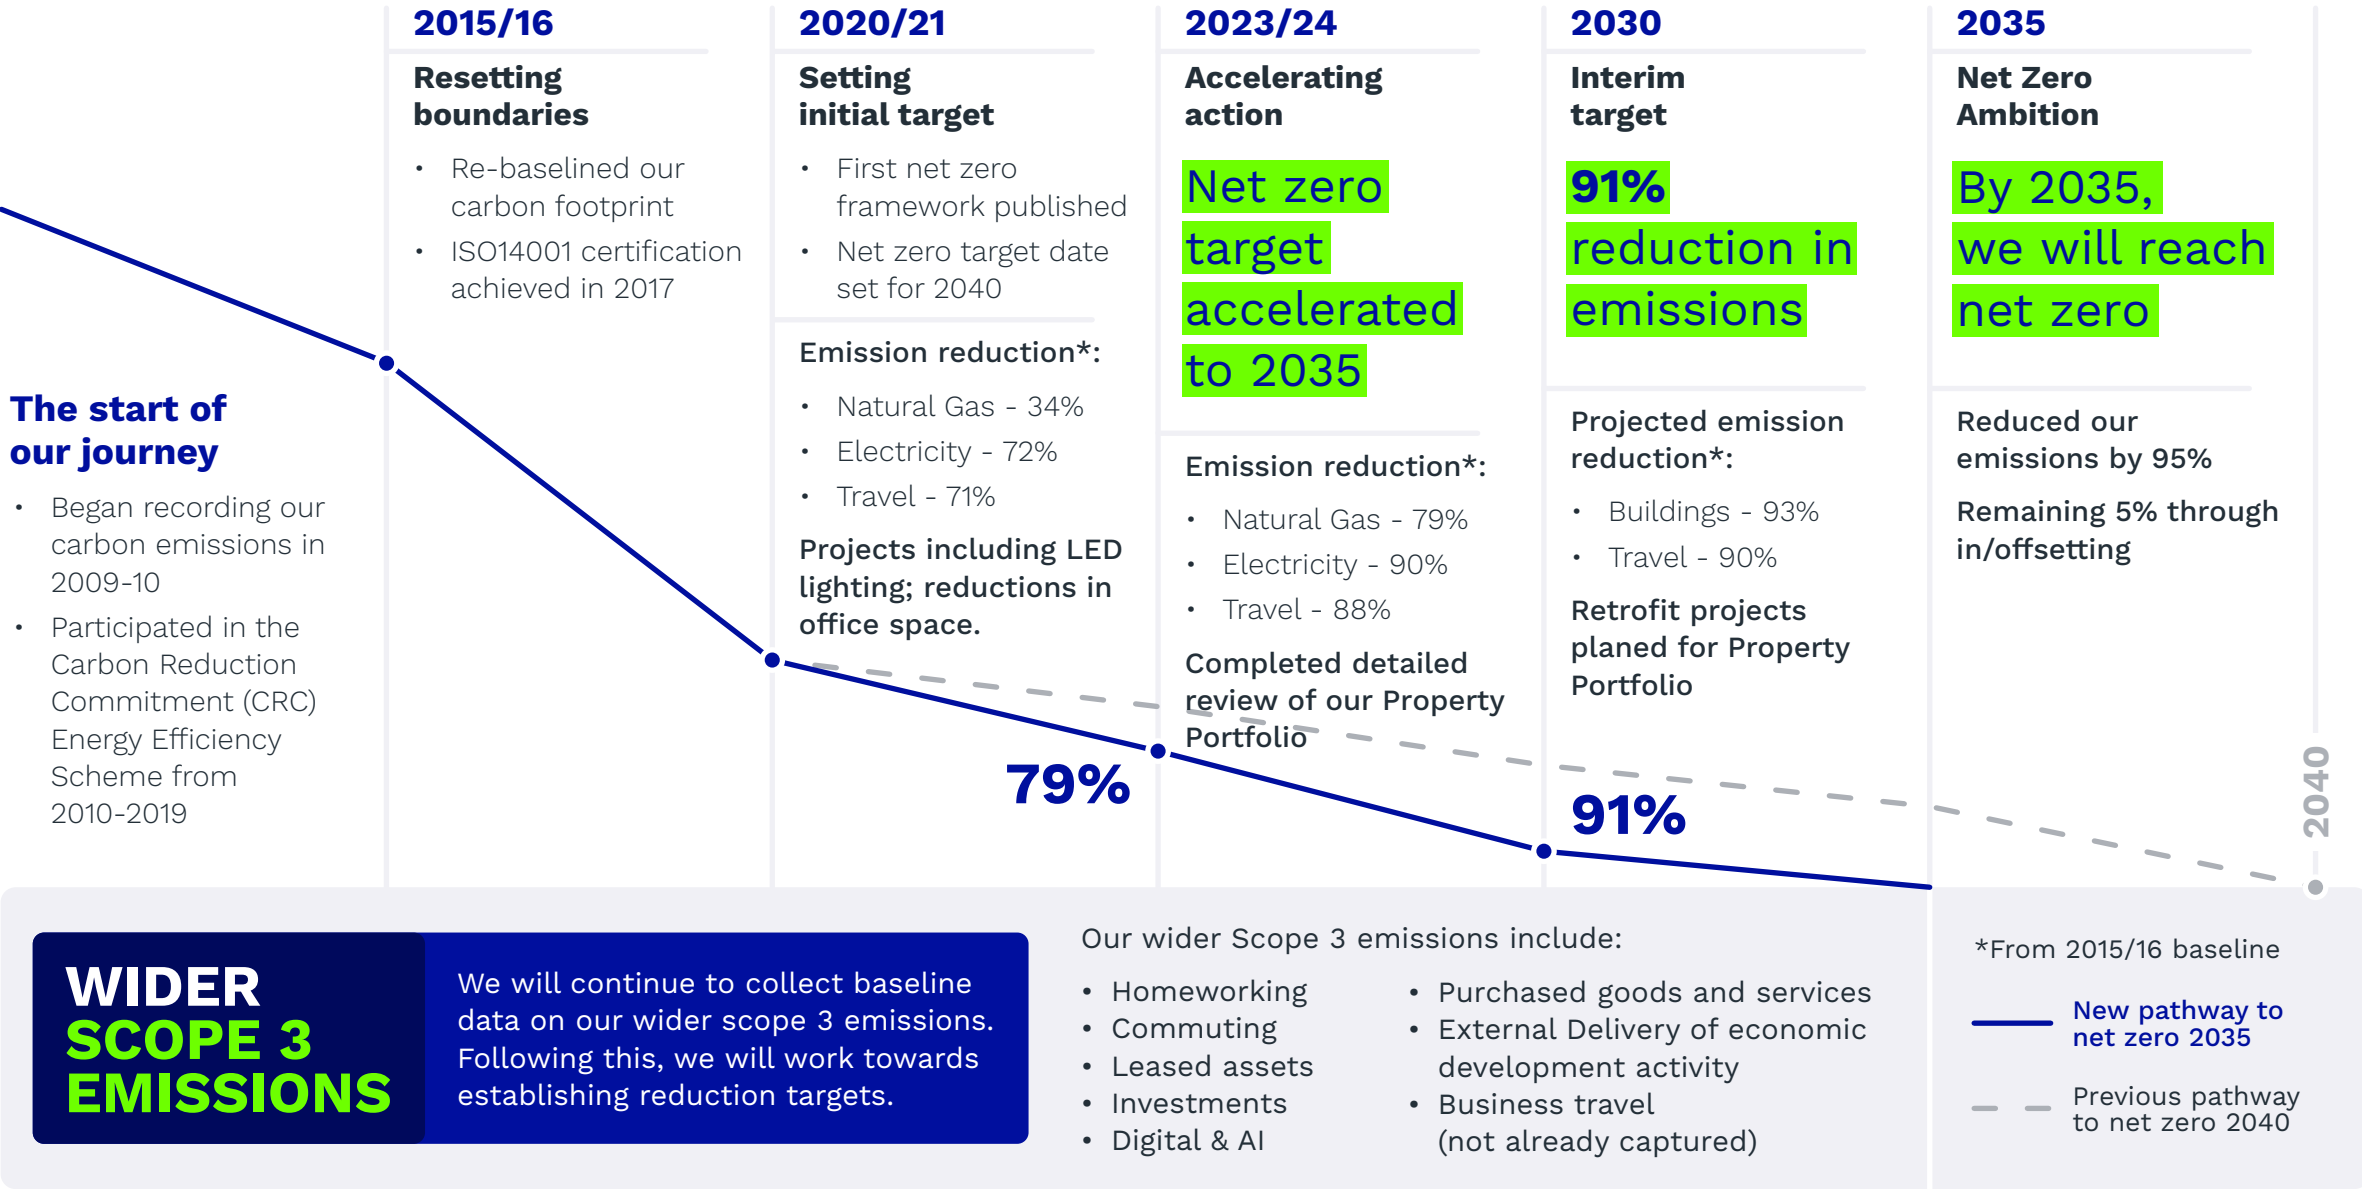 The start of
our journey
• Began recording our
carbon emissions in
2009-10
• Participated in the
Carbon Reduction
Commitment (CRC)
Energy Efficiency
Scheme from
2010-2019
2015/16
Resetting
boundaries
• Re-baselined our
carbon footprint
• ISO14001 certification
achieved in 2017
2020/21
Setting
initial target
• First net zero
framework published
• Net zero target date
set for 2040
Emission reduction*:
• Natural Gas - 34%
• Electricity - 72%
• Travel - 71%
Projects including LED
lighting; reductions in
office space.
2023/24
Accelerating
action
Net zero
target
accelerated
to 2035
Emission reduction*:
• Natural Gas - 79%
• Electricity - 90%
• Travel - 88%
Completed detailed
review of our Property
Portfolio
79%
2030
Interim
target
91%
reduction in
emissions
Projected emission
reduction*:
• Buildings - 93%
• Travel - 90%
Retrofit projects
planed for Property
Portfolio
91%
2035
Net Zero
Ambition
By 2035,
we will reach
net zero
Reduced our
emissions by 95%
Remaining 5% through
in/offsetting
2040
WIDER
SCOPE 3
EMISSIONS
We will continue to collect baseline
data on our wider scope 3 emissions.
Following this, we will work towards
establishing reduction targets.
Our wider Scope 3 emissions include:
• Homeworking
• Commuting
• Leased assets
• Investments
• Digital & AI
• Purchased goods and services
• External Delivery of economic
development activity
• Business travel
(not already captured)
*From 2015/16 baseline
New pathway to
net zero 2035
Previous pathway
to net zero 2040